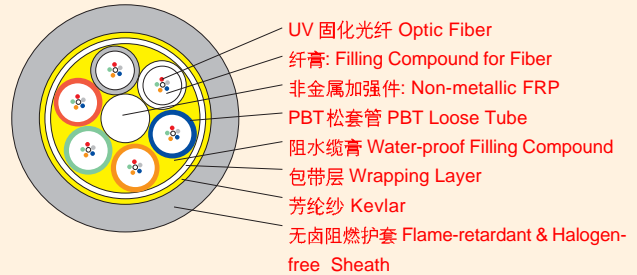 UV 固化光纤 Optic Fiber
纤膏: Filling Compound for Fiber
非金属加强件: Non-metallic FRP
PBT 松套管 PBT Loose Tube
阻水缆膏 Water-proof Filling Compound
包带层 Wrapping Layer
芳纶纱 Kevlar
无卤阻燃护套 Flame-retardant & Halogen-
free Sheath